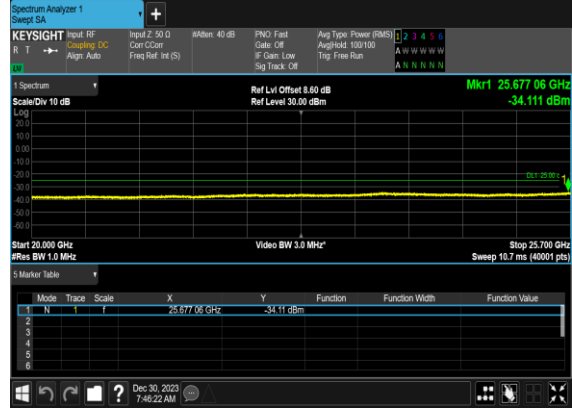 Spectrum Analyzer 1
Swept SA
+
KEYSIGHT
R T
Input: RF
Coupling: DC
Align: Auto
Input Z: 50 Ω
Corr CCorr
Freq Ref: Int (S)
#Atten: 40 dB
PNO: Fast
Gate: Off
IF Gain: Low
Sig Track: Off
Avg Type: Power (RMS)
Avg|Hold: 100/100
Trig: Free Run
1 2 3 4 5 6
A W W W W W
A N N N N N
1 Spectrum
Scale/Div 10 dB
Log
Ref Lvl Offset 8.60 dB
Ref Level 30.00 dBm
Mkr1 25.677 06 GHz
-34.111 dBm
20.0
10.0
0.00
-10.0
-20.0
-30.0
-40.0
-50.0
-60.0
1
Start 20.000 GHz
#Res BW 1.0 MHz
Video BW 3.0 MHz*
Stop 25.700 GHz
Sweep 10.7 ms (40001 pts)
5 Marker Table
Mode Trace Scale X Y Function Function Width Function Value
1 N 1 f 25.677 06 GHz -34.11 dBm
2
3
4
5
6
?
Dec 30, 2023
7:46:22 AM